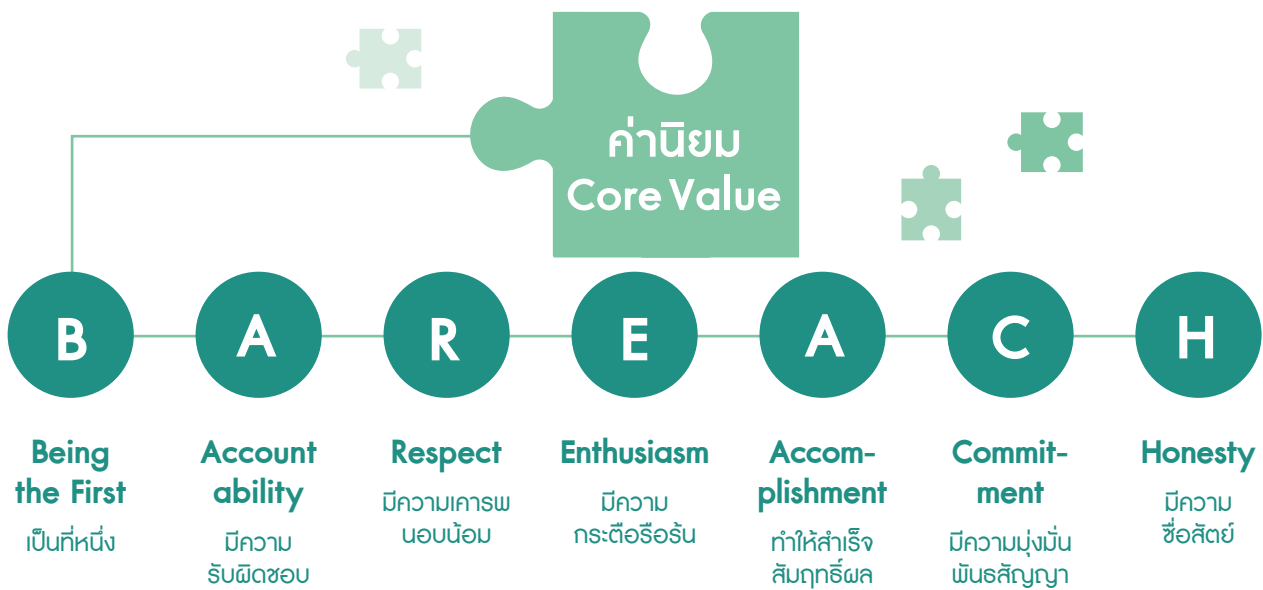 ค่านิยม
Core Value
B
A
R
E
A
C
H
Being
the First
เป็นที่หนึ่ง
Account
ability
มีความ
รับผิดชอบ
Respect
มีความเคารพ
นอบน้อม
Enthusiasm
มีความ
กระตือรือร้น
Accom-
plishment
ทำให้สำเร็จ
สัมฤทธิ์ผล
Commit-
ment
มีความมุ่งมั่น
พันธสัญญา
Honesty
มีความ
ซื่อสัตย์